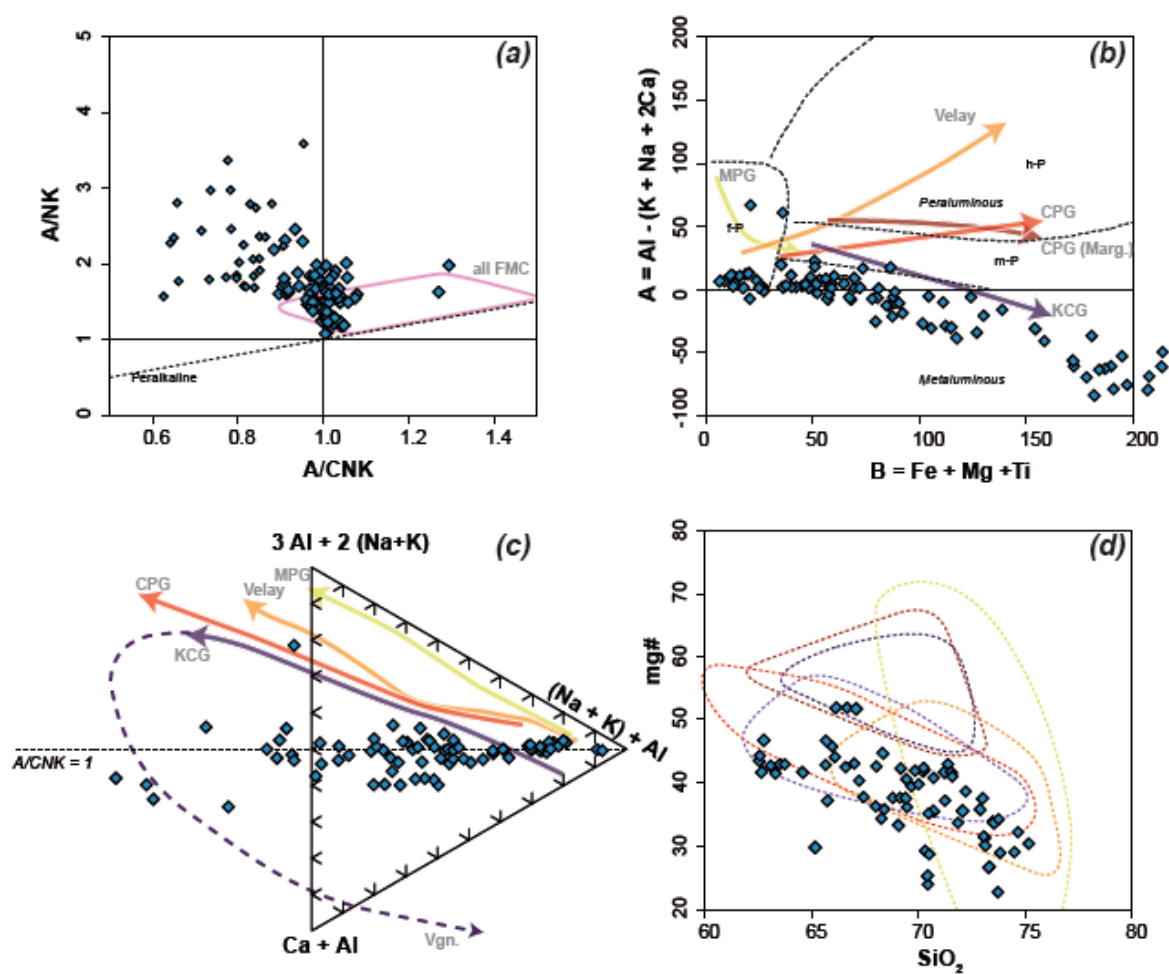 (a)
5
4
3
2
1
0
A/NK
all FMC
Peralkaline
0.6
0.8
1.0
1.2
1.4
A/CNK
(b)
200
150
100
50
0
-50
-100
A = Al - (K + Na + 2Ca)
Velay
h-P
MPG
Peraluminous
CPG
f-P
CPG (Marg.)
m-P
KCG
Metaluminous
0
50
100
150
200
B = Fe + Mg +Ti
(c)
3 Al + 2 (Na+K)
MPG
CPG
Velay
KCG
(Na + K) + Al
A/CNK = 1
Vgn.
Ca + Al
(d)
80
70
60
50
40
30
20
mg#
60
65
70
75
80
SiO₂